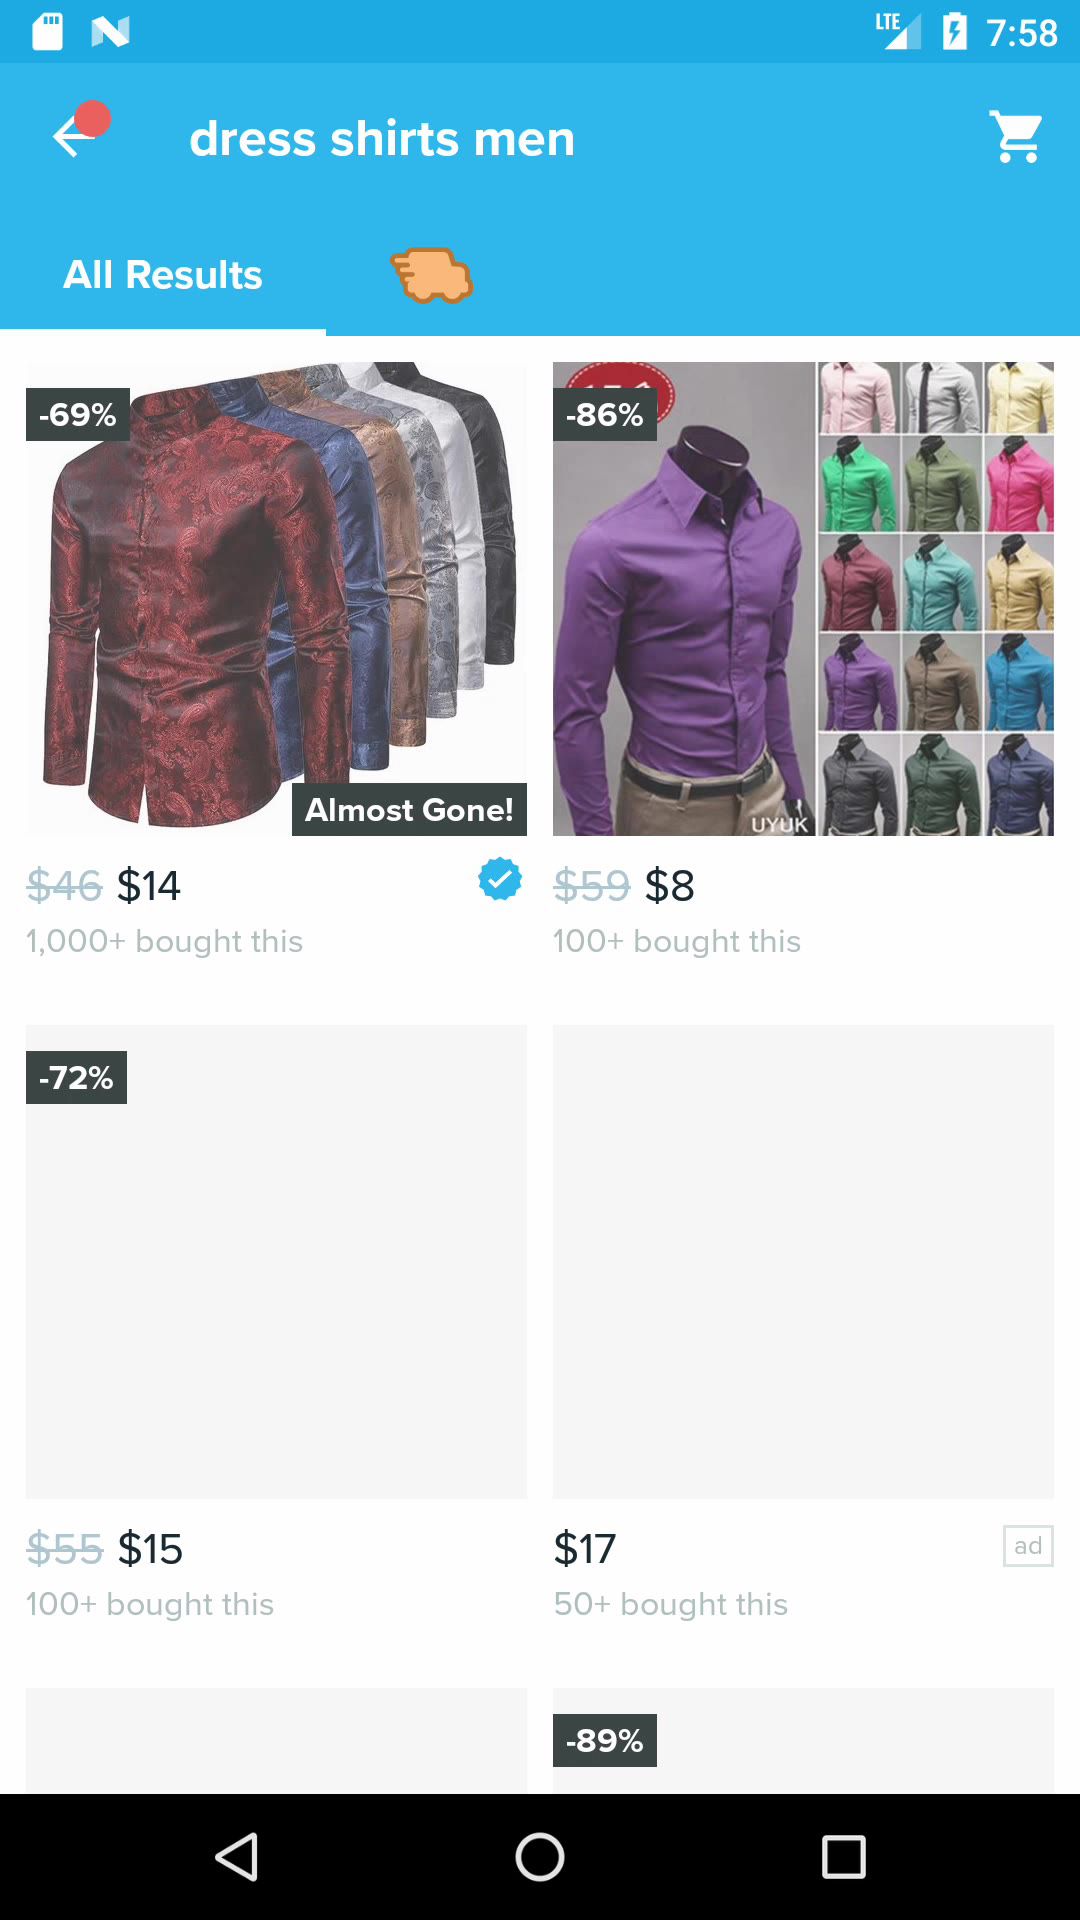 LTE 7:58
dress shirts men
All Results
-69%
-86%
Almost Gone!
UYUK
$46 $14
$59 $8
1,000+ bought this
100+ bought this
-72%
$55 $15
$17
ad
100+ bought this
50+ bought this
-89%